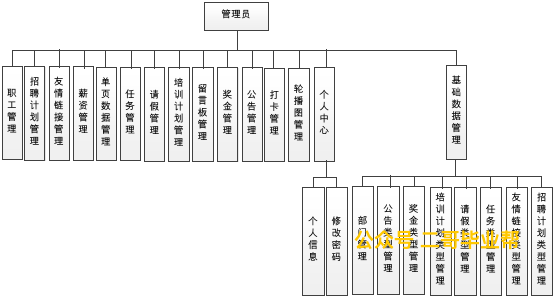 管理员
职工管理
招聘计划管理
友情链接管理
薪资管理
单页数据管理
任务管理
请假管理
培训计划管理
留言板管理
奖金管理
公告管理
打卡管理
轮播图管理
个人中心
基础数据管理
个人信息
修改密码
部门管理
公告类型管理
奖金类型管理
培训计划类型管理
请假类型管理
任务类型管理
友情链接类型管理
招聘计划类型管理
公众号 二哥毕业帮